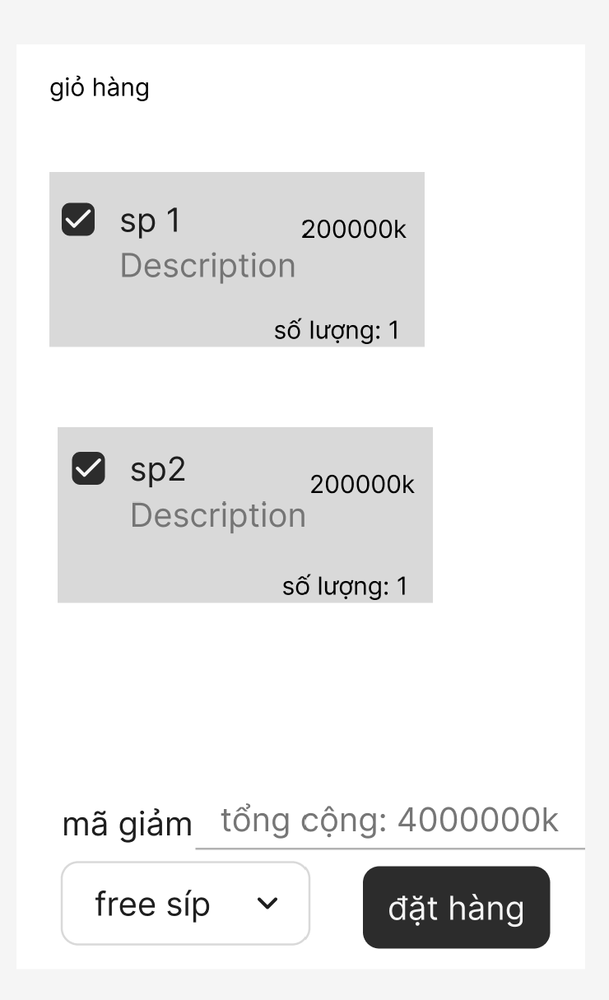 giỏ hàng
sp 1
200000k
Description
số lượng: 1
sp2
200000k
Description
số lượng: 1
mã giảm
tổng cộng: 4000000k
free síp
đặt hàng